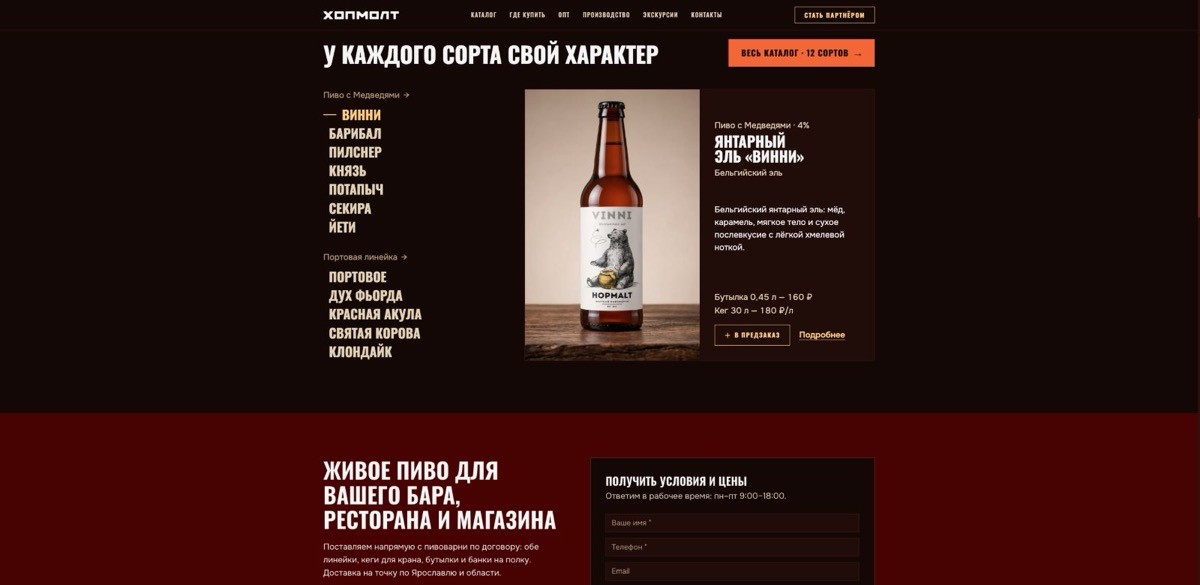 ХОПМОЛТ
КАТАЛОГ ГДЕ КУПИТЬ ОПТ ПРОИЗВОДСТВО ЭКСКУРСИИ КОНТАКТЫ
СТАТЬ ПАРТНЁРОМ
У КАЖДОГО СОРТА СВОЙ ХАРАКТЕР
ВЕСЬ КАТАЛОГ · 12 СОРТОВ →
Пиво с Медведями →
— ВИННИ
БАРИБАЛ
ПИЛСНЕР
КНЯЗЬ
ПОТАПЫЧ
СЕКИРА
ЙЕТИ
Портовая линейка →
ПОРТОВОЕ
ДУХ ФЬОРДА
КРАСНАЯ АКУЛА
СВЯТАЯ КОРОВА
КЛОНДАЙК
VINNI
HOPMALT
Пиво с Медведями · 4%
ЯНТАРНЫЙ
ЭЛЬ «ВИННИ»
Бельгийский эль
Бельгийский янтарный эль: мёд,
карамель, мягкое тело и сухое
послевкусие с лёгкой хмелевой
ноткой.
Бутылка 0,45 л — 160 ₽
Кег 30 л — 180 ₽/л
+ В ПРЕДЗАКАЗ
Подробнее
ЖИВОЕ ПИВО ДЛЯ
ВАШЕГО БАРА,
РЕСТОРАНА И МАГАЗИНА
Поставляем напрямую с пивоварни по договору: обе
линейки, кеги для крана, бутылки и банки на полку.
Доставка на точку по Ярославлю и области.
ПОЛУЧИТЬ УСЛОВИЯ И ЦЕНЫ
Ответим в рабочее время: пн–пт 9:00–18:00.
Ваше имя *
Телефон *
Email